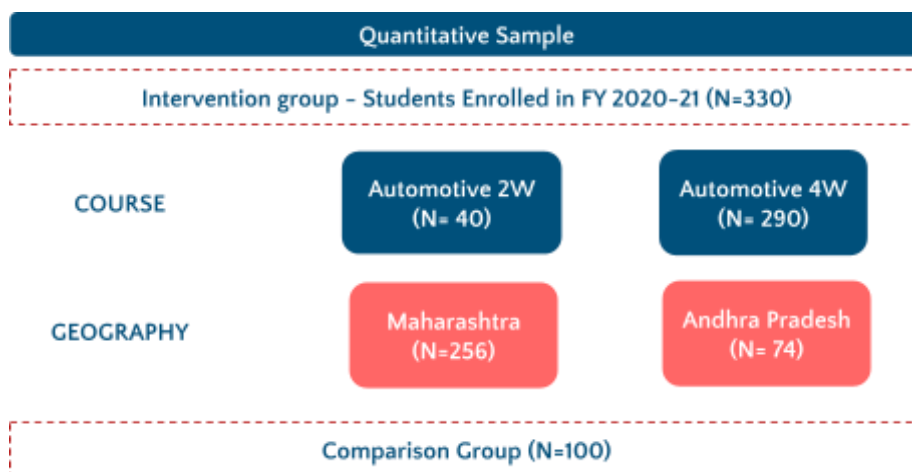 Quantitative Sample
Intervention group – Students Enrolled in FY 2020-21 (N=330)
COURSE
Automotive 2W
(N= 40)
Automotive 4W
(N= 290)
GEOGRAPHY
Maharashtra
(N=256)
Andhra Pradesh
(N= 74)
Comparison Group (N=100)